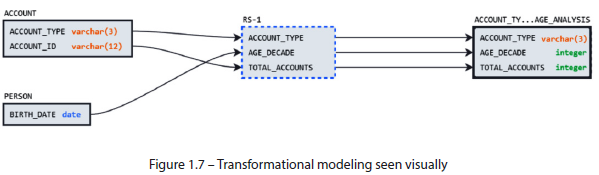 ACCOUNT
ACCOUNT_TYPE varchar(3)
ACCOUNT_ID varchar(12)
PERSON
BIRTH_DATE date
RS-1
ACCOUNT_TYPE
AGE_DECADE
TOTAL_ACCOUNTS
ACCOUNT_TY...AGE_ANALYSIS
ACCOUNT_TYPE varchar(3)
AGE_DECADE integer
TOTAL_ACCOUNTS integer
Figure 1.7 – Transformational modeling seen visually